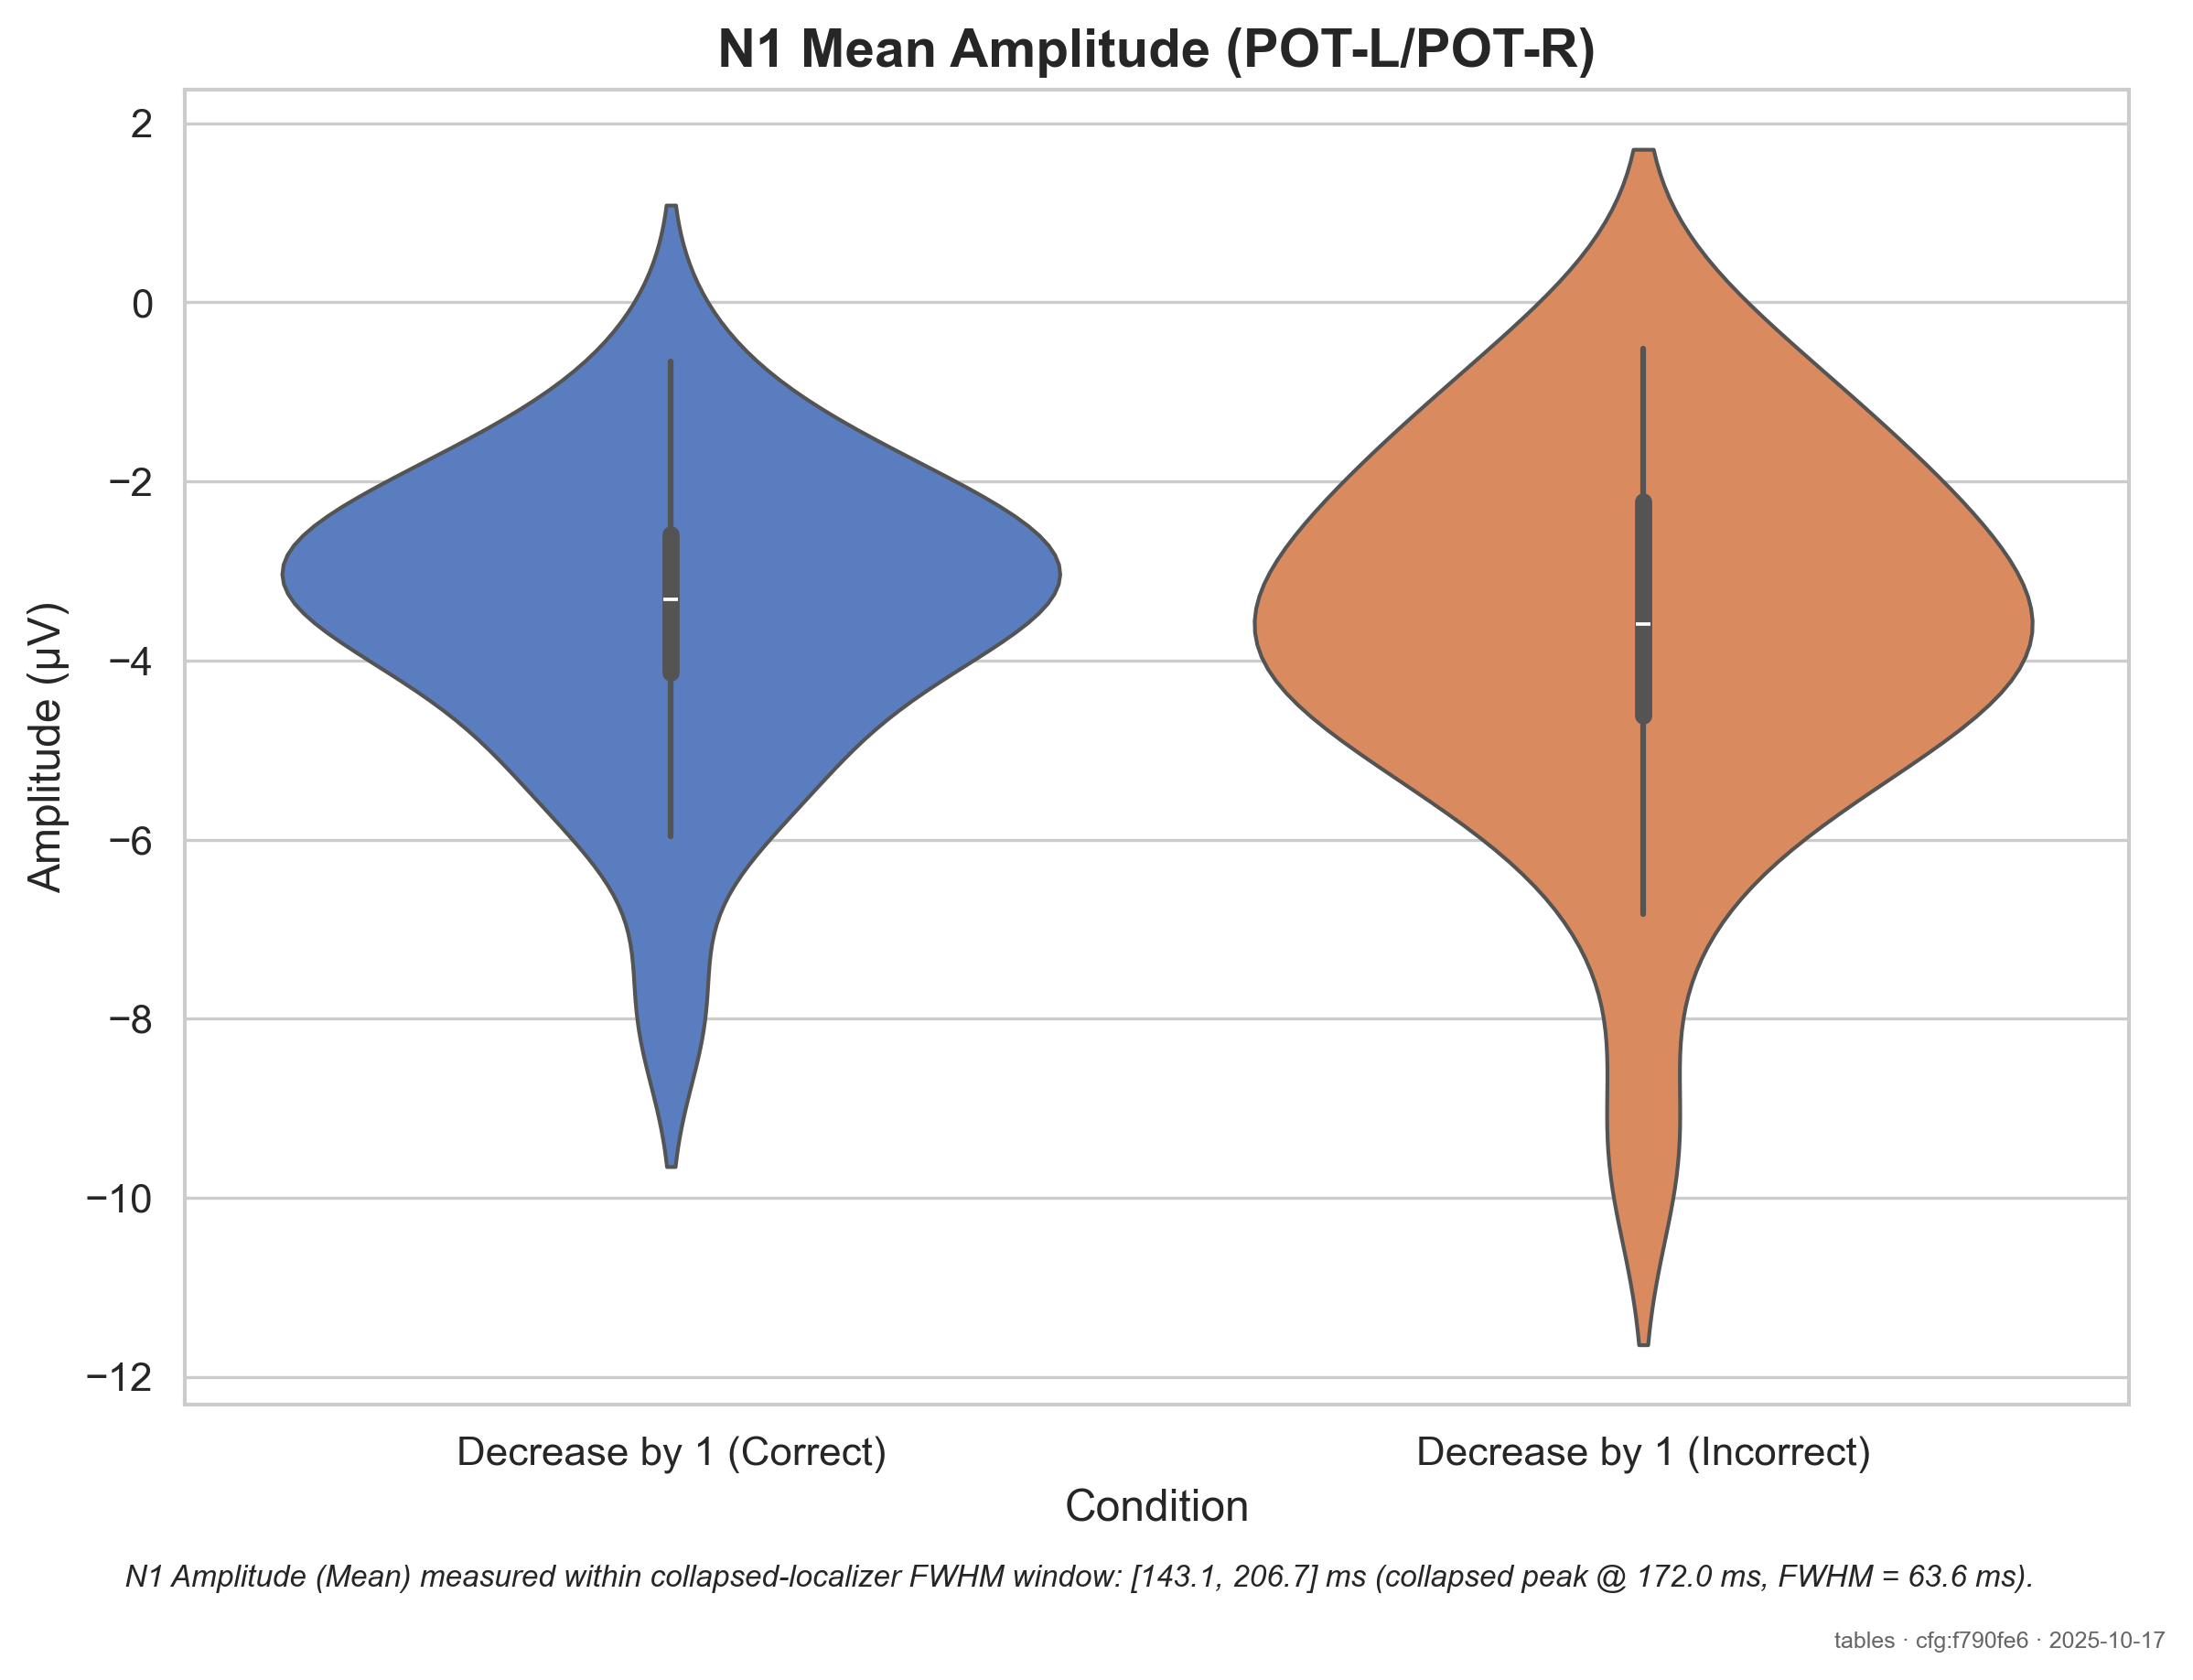 N1 Mean Amplitude (POT-L/POT-R)
Amplitude (µV)
2
0
−2
−4
−6
−8
−10
−12
Decrease by 1 (Correct)
Decrease by 1 (Incorrect)
Condition
N1 Amplitude (Mean) measured within collapsed-localizer FWHM window: [143.1, 206.7] ms (collapsed peak @ 172.0 ms, FWHM = 63.6 ms).
tables · cfg:f790fe6 · 2025-10-17